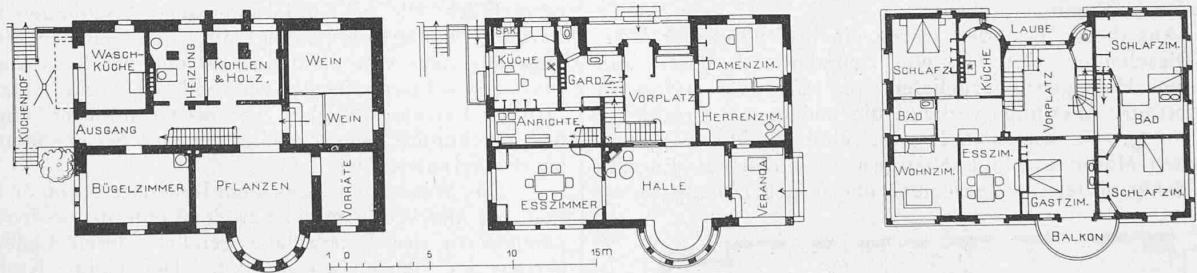 KÜCHENHOF
WASCH-
KÜCHE
HEIZUNG
KOHLEN
& HOLZ
WEIN
WEIN
AUSGANG
BÜGELZIMMER
PFLANZEN
VORRÄTE
1 0 5 10 15m
SPK.
KÜCHE
GARD.Z.
DAMENZIM.
VORPLATZ
ANRICHTE
HERRENZIM.
ESSZIMMER
HALLE
VERANDA
LAUBE
SCHLAFZ.
KÜCHE
VORPLATZ
SCHLAFZIM.
BAD
BAD
WOHNZIM.
ESSZIM.
GASTZIM.
SCHLAFZIM.
BALKON